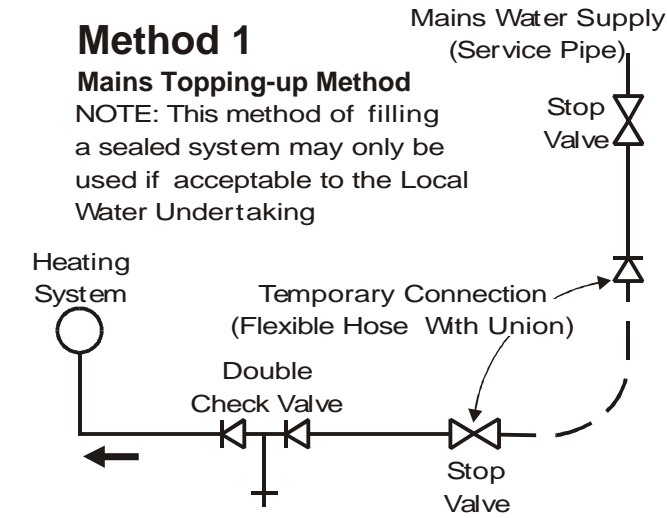 Method 1
Mains Topping-up Method
NOTE: This method of filling
a sealed system may only be
used if acceptable to the Local
Water Undertaking
Mains Water Supply
(Service Pipe)
Stop
Valve
Heating
System
Temporary Connection
(Flexible Hose With Union)
Double
Check Valve
Stop
Valve